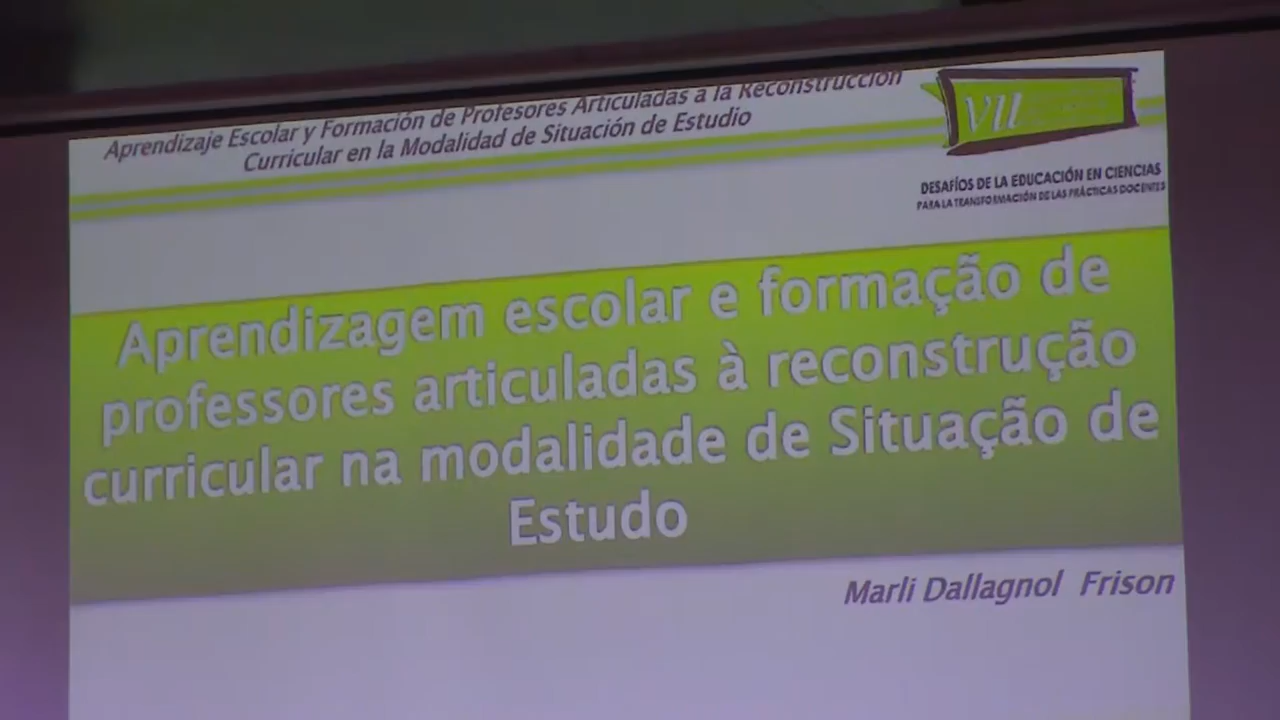 Aprendizaje Escolar y Formación de Profesores Articuladas a la Reconstrucción
Curricular en la Modalidad de Situación de Estudio
VII
DESAFÍOS DE LA EDUCACIÓN EN CIENCIAS
PARA LA TRANSFORMACIÓN DE LAS PRÁCTICAS DOCENTES
Aprendizagem escolar e formação de
professores articuladas à reconstrução
curricular na modalidade de Situação de
Estudo
Marli Dallagnol Frison